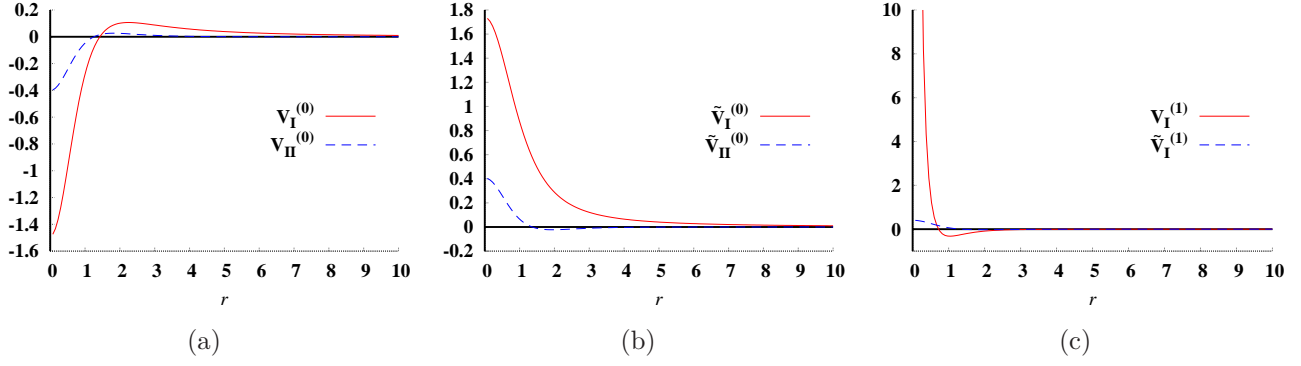 0.2
0
-0.2
-0.4
-0.6
-0.8
-1
-1.2
-1.4
-1.6
0 1 2 3 4 5 6 7 8 9 10
V_I^(0)
V_II^(0)
r
(a)
1.8
1.6
1.4
1.2
1
0.8
0.6
0.4
0.2
0
-0.2
0 1 2 3 4 5 6 7 8 9 10
Ṽ_I^(0)
Ṽ_II^(0)
r
(b)
10
8
6
4
2
0
0 1 2 3 4 5 6 7 8 9 10
V_I^(1)
Ṽ_I^(1)
r
(c)